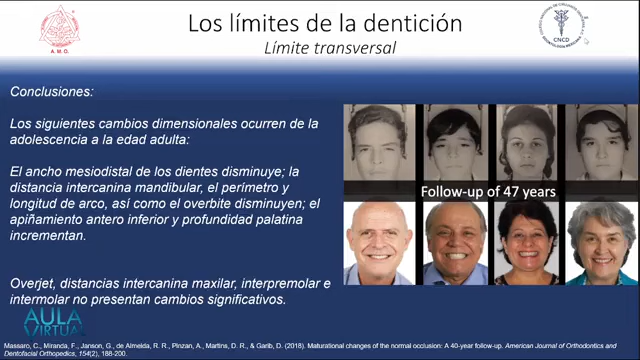 Los límites de la dentición
Límite transversal
A.M.O.
CNCD
Conclusiones:
Los siguientes cambios dimensionales ocurren de la
adolescencia a la edad adulta:
El ancho mesiodistal de los dientes disminuye; la
distancia intercanina mandibular, el perímetro y
longitud de arco, así como el overbite disminuyen; el
apiñamiento antero inferior y profundidad palatina
incrementan.
Follow-up of 47 years
Overjet, distancias intercanina maxilar, interpremolar e
intermolar no presentan cambios significativos.
AULA
VIRTUAL
Massaro, C., Miranda, F., Janson, G., de Almeida, R. R., Pinzan, A., Martins, D. R., & Garib, D. (2018). Maturational changes of the normal occlusion: A 40-year follow-up. American Journal of Orthodontics and
Dentofacial Orthopedics, 154(2), 188-200.